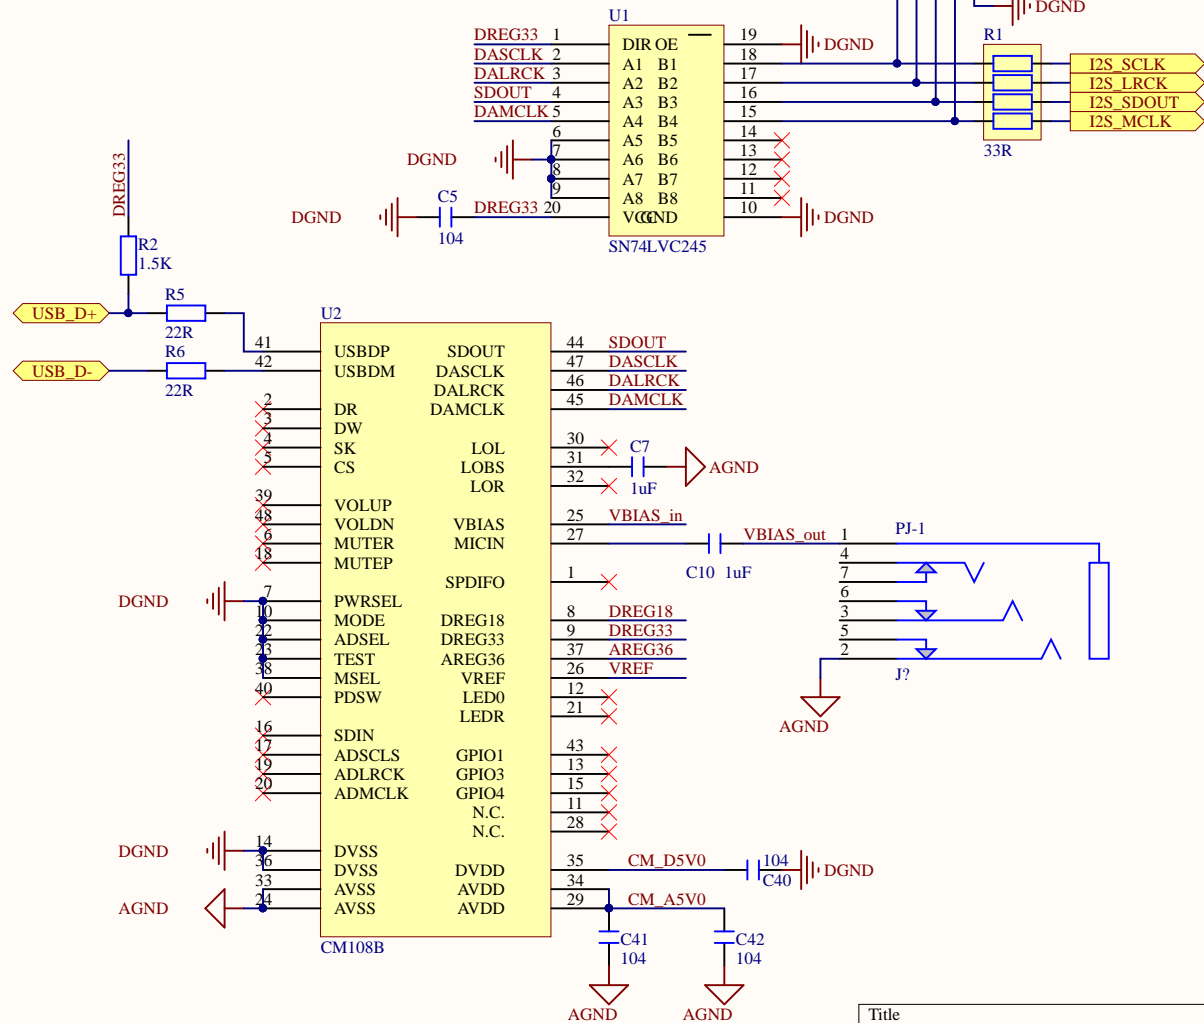 DGND
U1
DREG33 1 DIR OE 19 DGND
R1
DASCLK 2 A1 B1 18 I2S_SCLK
DALRCK 3 A2 B2 17 I2S_LRCK
SDOUT 4 A3 B3 16 I2S_SDOUT
DAMCLK 5 A4 B4 15 I2S_MCLK
6 A5 B5 14
33R
DGND 7 A6 B6 13
8 A7 B7 12
9 A8 B8 11
DREG33
C5
DGND DREG33 20 VCC GND 10 DGND
104
SN74LVC245
R2
1.5K
R5
USB_D+
22R
U2
R6
USB_D-
22R
41 USBDP SDOUT 44 SDOUT
42 USBDM DASCLK 47 DASCLK
DALRCK 46 DALRCK
2 DR DAMCLK 45 DAMCLK
3 DW
4 SK LOL 30
C7
5 CS LOBS 31 AGND
LOR 32 1uF
39 VOLUP
48 VOLDN VBIAS 25 VBIAS_in
6 MUTER MICIN 27 VBIAS_out 1 PJ-1
18 MUTEP
4
C10 1uF
7
SPDIFO 1
6
DGND 7 PWRSEL
3
10 MODE DREG18 8 DREG18
5
22 ADSEL DREG33 9 DREG33
2
23 TEST AREG36 37 AREG36
J?
38 MSEL VREF 26 VREF
40 PDSW LED0 12
LEDR 21
AGND
16 SDIN
17 ADSCLS GPIO1 43
19 ADLRCK GPIO3 13
20 ADMCLK GPIO4 15
N.C. 11
N.C. 28
DGND 14 DVSS
36 DVSS DVDD 35 CM_D5V0 104 DGND
C40
33 AVSS AVDD 34
AGND 24 AVSS AVDD 29 CM_A5V0
CM108B
C41
104
C42
104
AGND AGND
Title